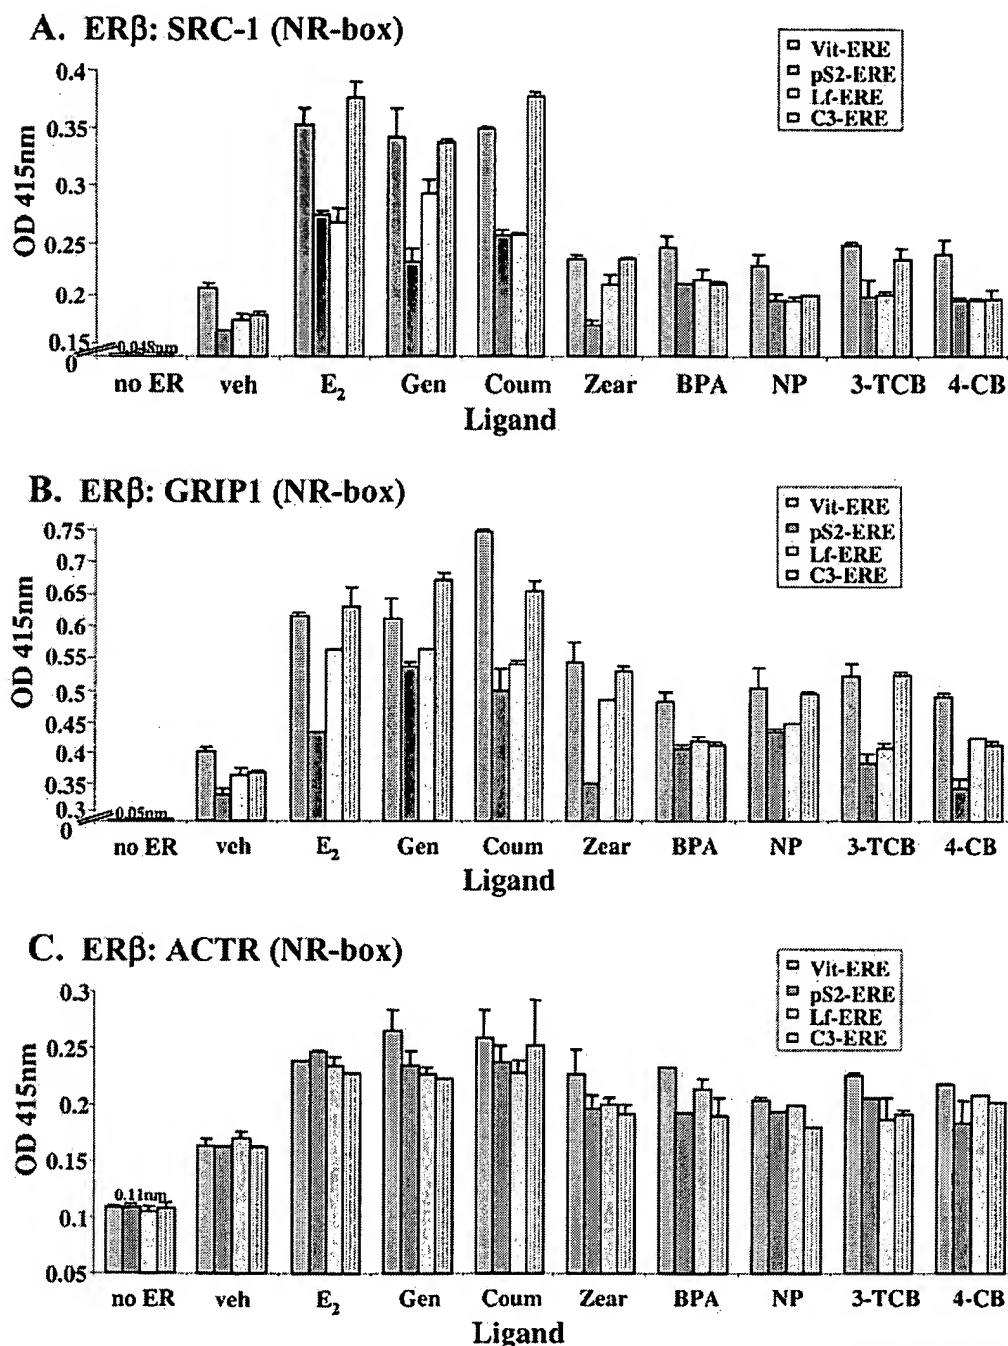 A. ERβ: SRC-1 (NR-box)
Vit-ERE
pS2-ERE
Lf-ERE
C3-ERE
OD 415nm
0.4
0.35
0.3
0.25
0.2
0.15
0
0.048nm
no ER veh E2 Gen Coum Zear BPA NP 3-TCB 4-CB
Ligand
B. ERβ: GRIP1 (NR-box)
Vit-ERE
pS2-ERE
Lf-ERE
C3-ERE
OD 415nm
0.75
0.7
0.65
0.6
0.55
0.5
0.45
0.4
0.35
0.3
0
0.05nm
no ER veh E2 Gen Coum Zear BPA NP 3-TCB 4-CB
Ligand
C. ERβ: ACTR (NR-box)
Vit-ERE
pS2-ERE
Lf-ERE
C3-ERE
OD 415nm
0.3
0.25
0.2
0.15
0.1
0.05
0.11nm
no ER veh E2 Gen Coum Zear BPA NP 3-TCB 4-CB
Ligand